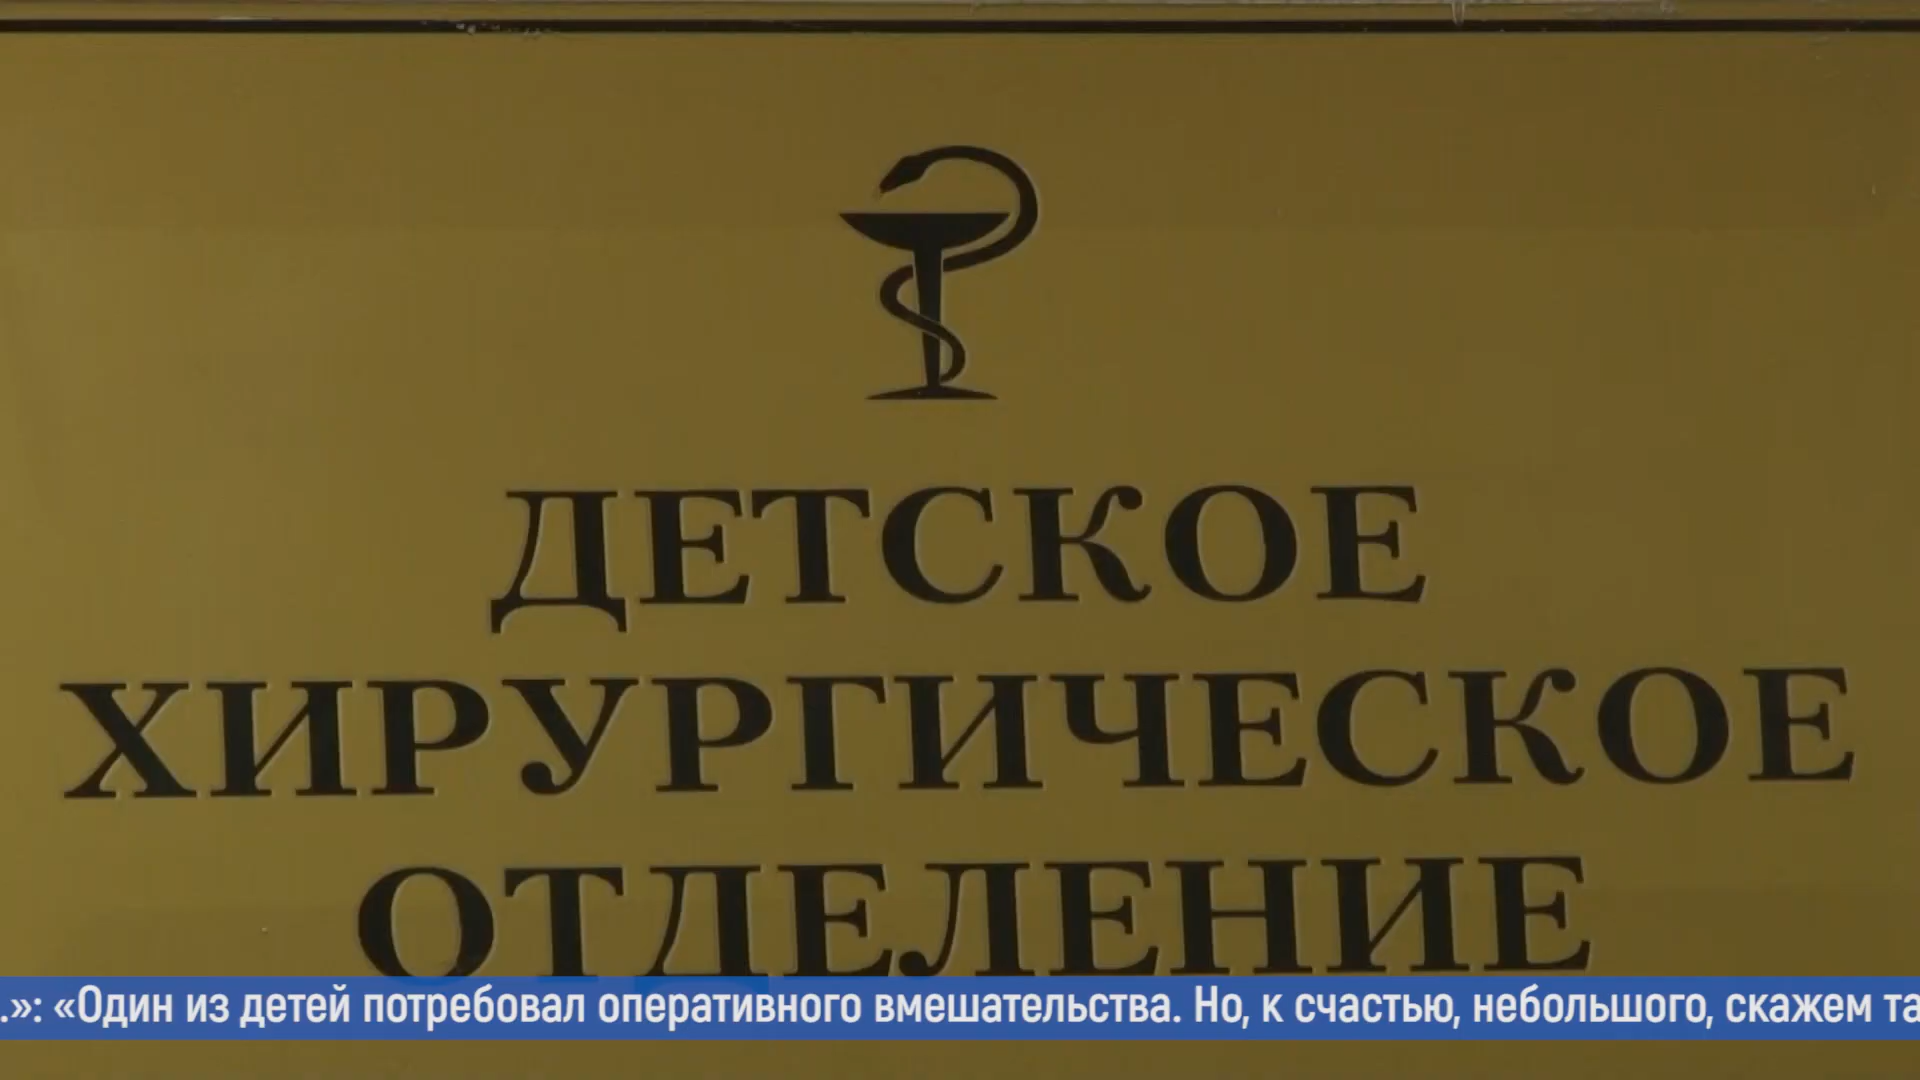 ДЕТСКОЕ
ХИРУРГИЧЕСКОЕ
ОТДЕЛЕНИЕ
.»: «Один из детей потребовал оперативного вмешательства. Но, к счастью, небольшого, скажем та